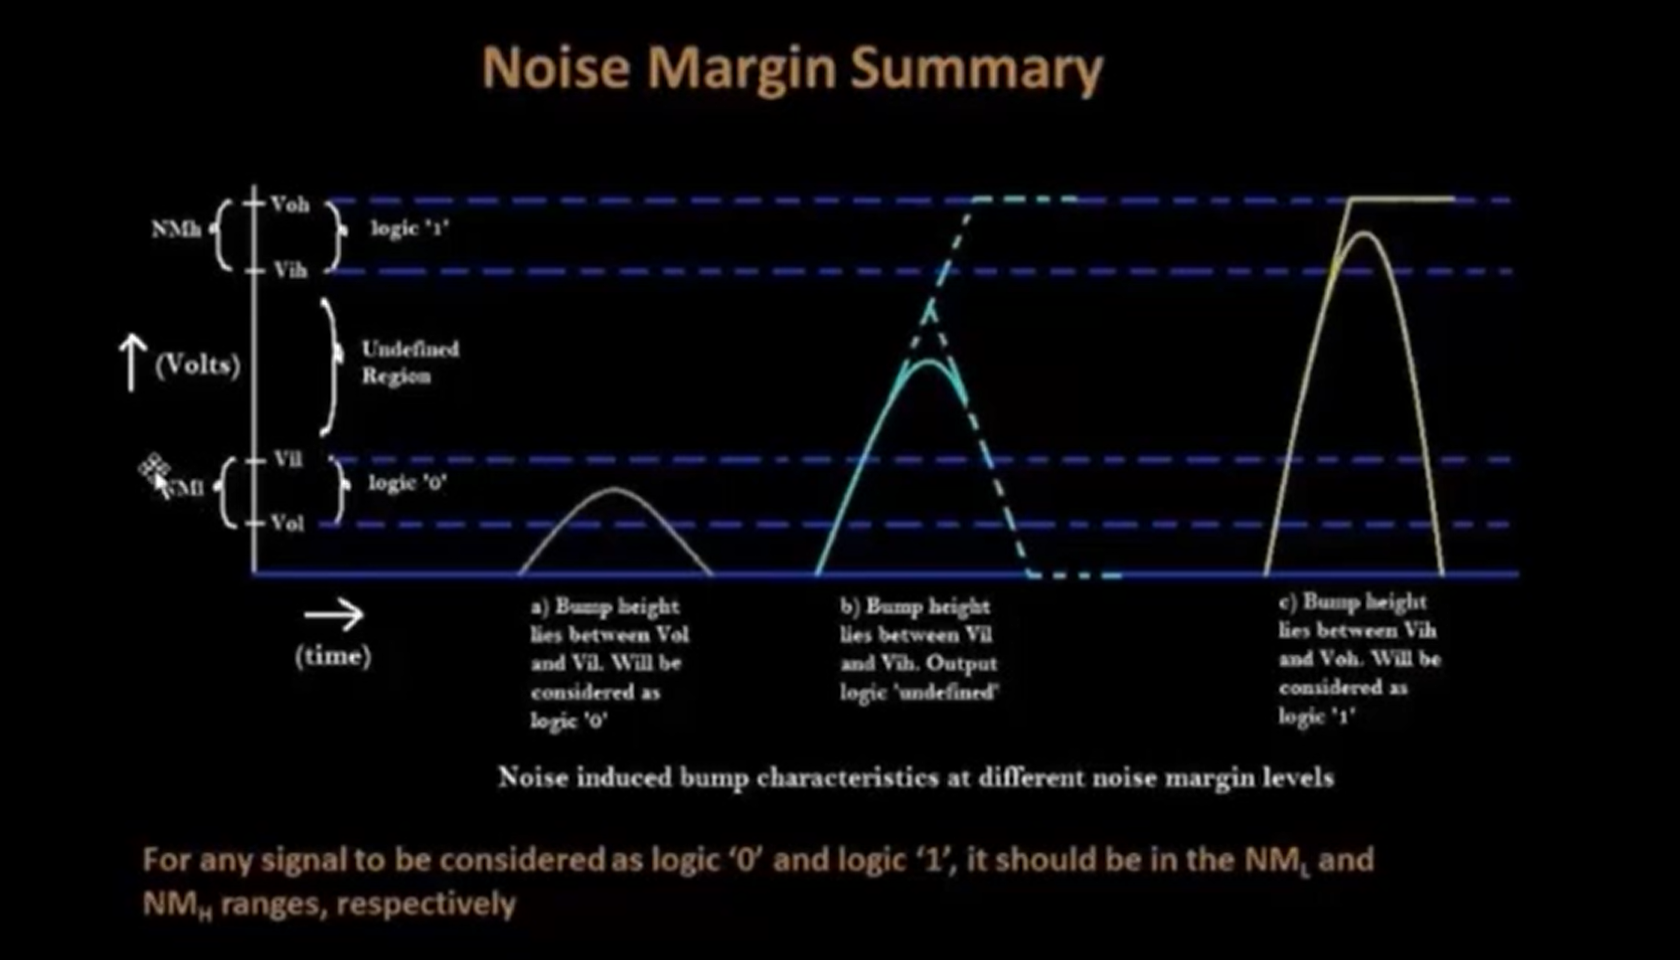 Noise Margin Summary
Voh
NMh
logic '1'
Vih
Undefined
(Volts)
Region
Vil
NMl
logic '0'
Vol
(time)
a) Bump height
lies between Vol
and Vil. Will be
considered as
logic '0'
b) Bump height
lies between Vil
and Vih. Output
logic 'undefined'
c) Bump height
lies between Vih
and Voh. Will be
considered as
logic '1'
Noise induced bump characteristics at different noise margin levels
For any signal to be considered as logic ‘0’ and logic ‘1’, it should be in the NML and
NMH ranges, respectively